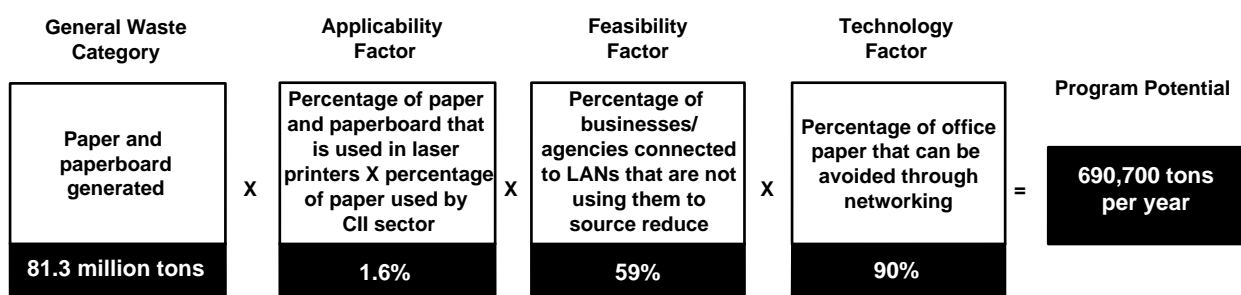 General Waste
Category
Applicability
Factor
Feasibility
Factor
Technology
Factor
Program Potential
Paper and
paperboard
generated
X
Percentage of paper
and paperboard that
is used in laser
printers X percentage
of paper used by
CII sector
X
Percentage of
businesses/
agencies connected
to LANs that are not
using them to
source reduce
X
Percentage of office
paper that can be
avoided through
networking
=
690,700 tons
per year
81.3 million tons
1.6%
59%
90%